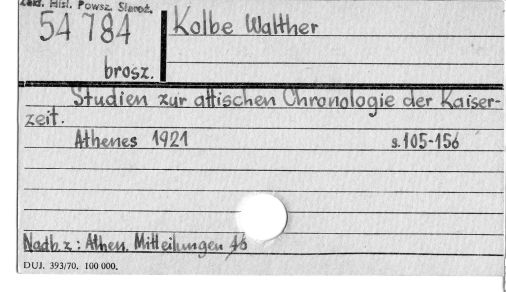 Zakł. Hist. Powsz. Staroż.
54 784
Kolbe Walther
brosz.
Studien zur attischen Chronologie der Kaiser-
zeit.
Athenes 1921 s.105-156
Nadb. z : Athen. Mitteilungen 46
DUJ. 393/70. 100 000.